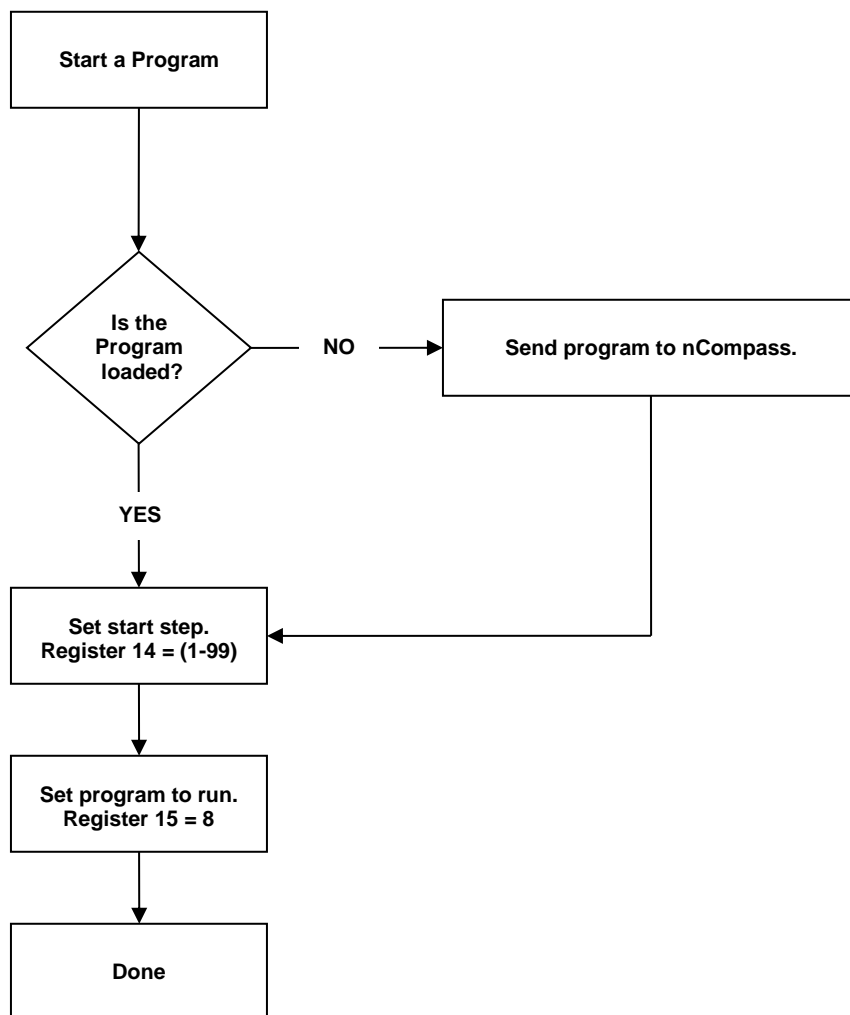 Start a Program
Is the
Program
loaded?
NO
Send program to nCompass.
YES
Set start step.
Register 14 = (1-99)
Set program to run.
Register 15 = 8
Done